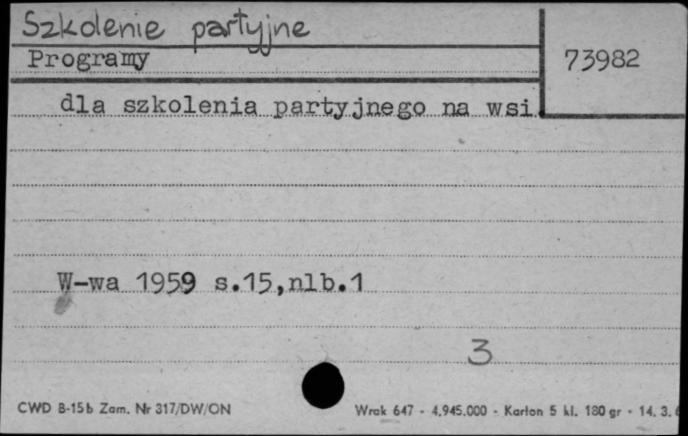 Szkolenie partyjne
Programy
73982
dla szkolenia partyjnego na wsi.
W-wa 1959 s.15,nlb.1
3
CWD B-15b Zam. Nr 317/DW/ON
Wrak 647 - 4.945.000 - Karton 5 kl. 180 gr - 14. 3.